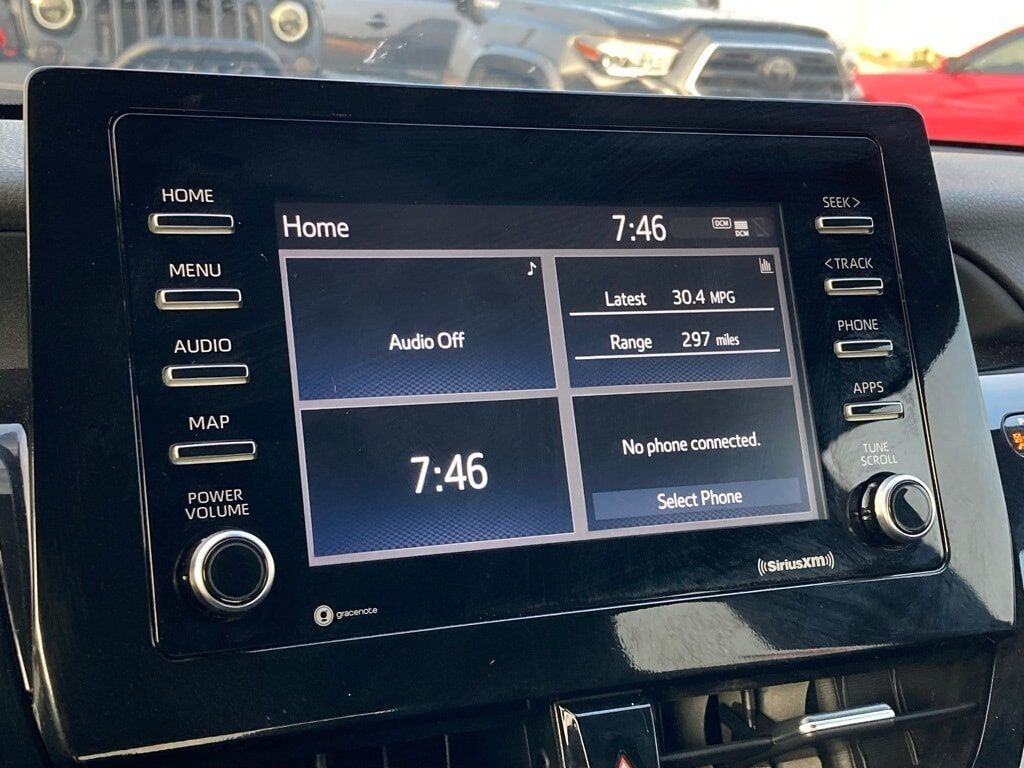 HOME
MENU
AUDIO
MAP
POWER
VOLUME
Home
7:46
DCM
DCM
Audio Off
Latest 30.4 MPG
Range 297 miles
7:46
No phone connected.
Select Phone
SEEK >
< TRACK
PHONE
APPS
TUNE
SCROLL
gracenote
((SiriusXM))